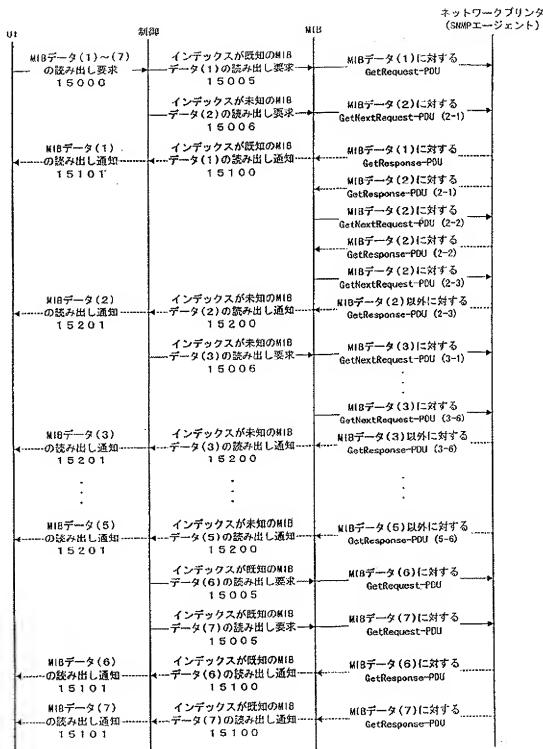 ネットワークプリンタ
(SNMPエージェント)
UI
制御
MIB
MIBデータ(1)～(7)
の読み出し要求
15000
インデックスが既知のMIB
データ(1)の読み出し要求
15005
MIBデータ(1)に対する
GetRequest-PDU
インデックスが未知のMIB
データ(2)の読み出し要求
15006
MIBデータ(2)に対する
GetNextRequest-PDU (2-1)
MIBデータ(1)
の読み出し通知
15101
インデックスが既知のMIB
データ(1)の読み出し通知
15100
MIBデータ(1)に対する
GetResponse-PDU
MIBデータ(2)に対する
GetResponse-PDU (2-1)
MIBデータ(2)に対する
GetNextRequest-PDU (2-2)
MIBデータ(2)に対する
GetResponse-PDU (2-2)
MIBデータ(2)に対する
GetNextRequest-PDU (2-3)
MIBデータ(2)
の読み出し通知
15201
インデックスが未知のMIB
データ(2)の読み出し通知
15200
MIBデータ(2)以外に対する
GetResponse-PDU (2-3)
インデックスが未知のMIB
データ(3)の読み出し要求
15006
MIBデータ(3)に対する
GetNextRequest-PDU (3-1)
MIBデータ(3)に対する
GetNextRequest-PDU (3-6)
MIBデータ(3)
の読み出し通知
15201
インデックスが未知のMIB
データ(3)の読み出し通知
15200
MIBデータ(3)以外に対する
GetResponse-PDU (3-6)
MIBデータ(5)
の読み出し通知
15201
インデックスが未知のMIB
データ(5)の読み出し通知
15200
MIBデータ(5)以外に対する
GetResponse-PDU (5-6)
インデックスが既知のMIB
データ(6)の読み出し要求
15005
MIBデータ(6)に対する
GetRequest-PDU
インデックスが既知のMIB
データ(7)の読み出し要求
15005
MIBデータ(7)に対する
GetRequest-PDU
MIBデータ(6)
の読み出し通知
15101
インデックスが既知のMIB
データ(6)の読み出し通知
15100
MIBデータ(6)に対する
GetResponse-PDU
MIBデータ(7)
の読み出し通知
15101
インデックスが既知のMIB
データ(7)の読み出し通知
15100
MIBデータ(7)に対する
GetResponse-PDU